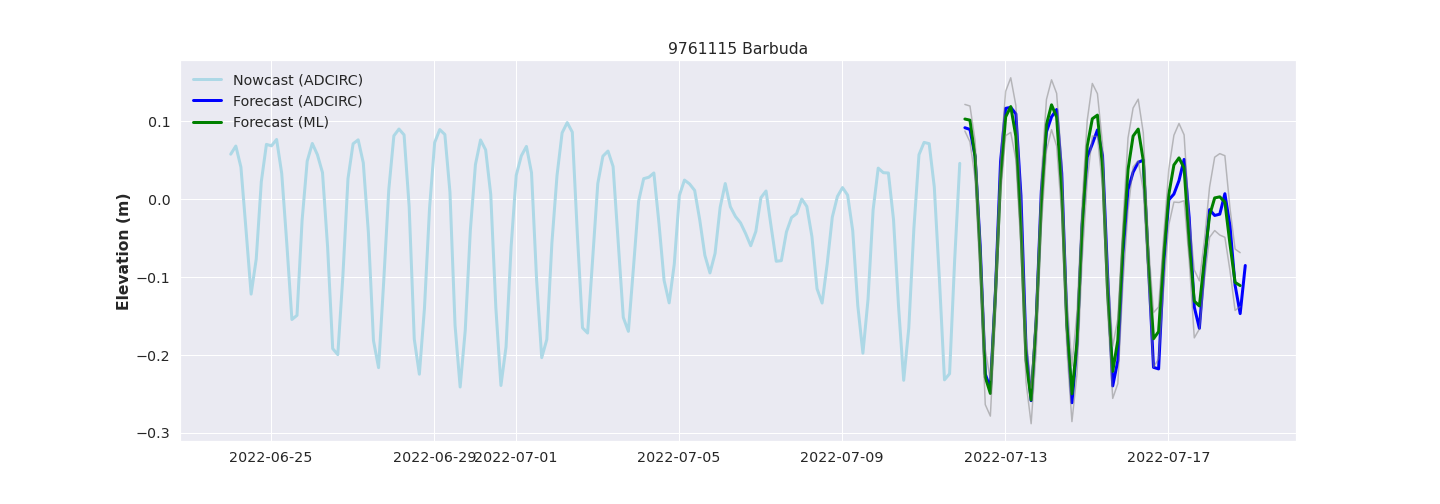 9761115 Barbuda
Nowcast (ADCIRC)
Forecast (ADCIRC)
Forecast (ML)
Elevation (m)
0.1
0.0
−0.1
−0.2
−0.3
2022-06-25 2022-06-29 2022-07-01 2022-07-05 2022-07-09 2022-07-13 2022-07-17